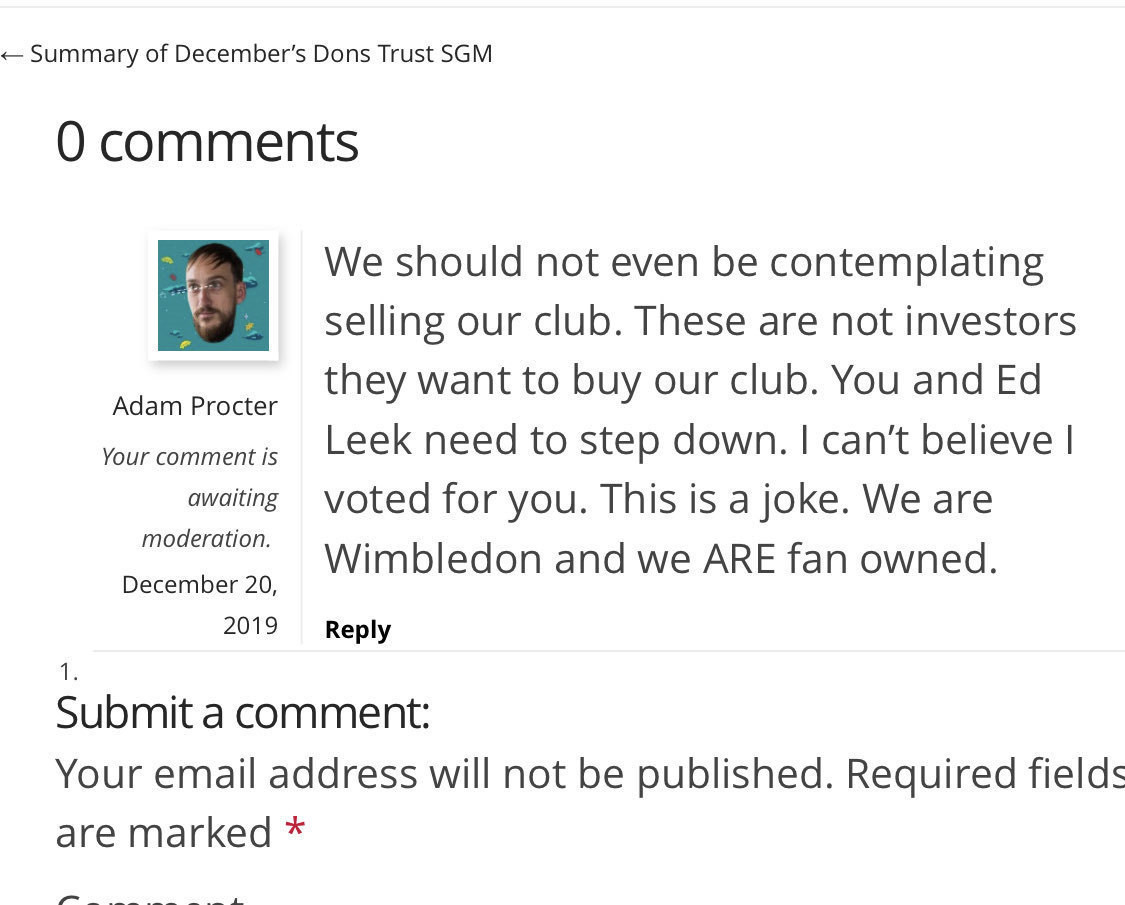 ← Summary of December’s Dons Trust SGM
0 comments
We should not even be contemplating
selling our club. These are not investors
they want to buy our club. You and Ed
Leek need to step down. I can’t believe I
voted for you. This is a joke. We are
Wimbledon and we ARE fan owned.
Adam Procter
Your comment is
awaiting
moderation.
December 20,
2019
Reply
1.
Submit a comment:
Your email address will not be published. Required fields
are marked *